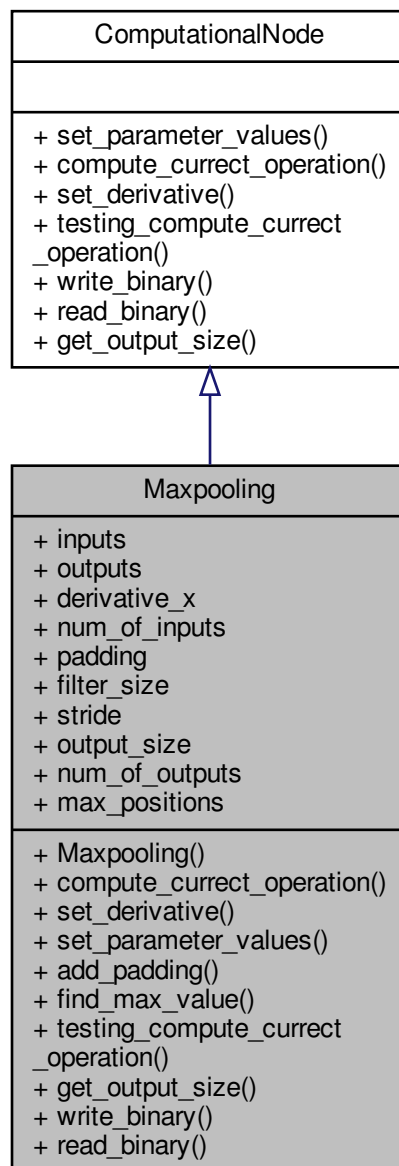 ComputationalNode
+ set_parameter_values()
+ compute_currect_operation()
+ set_derivative()
+ testing_compute_currect
_operation()
+ write_binary()
+ read_binary()
+ get_output_size()
Maxpooling
+ inputs
+ outputs
+ derivative_x
+ num_of_inputs
+ padding
+ filter_size
+ stride
+ output_size
+ num_of_outputs
+ max_positions
+ Maxpooling()
+ compute_currect_operation()
+ set_derivative()
+ set_parameter_values()
+ add_padding()
+ find_max_value()
+ testing_compute_currect
_operation()
+ get_output_size()
+ write_binary()
+ read_binary()